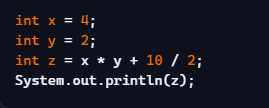 int x = 4;
int y = 2;
int z = x * y + 10 / 2;
System.out.println(z);